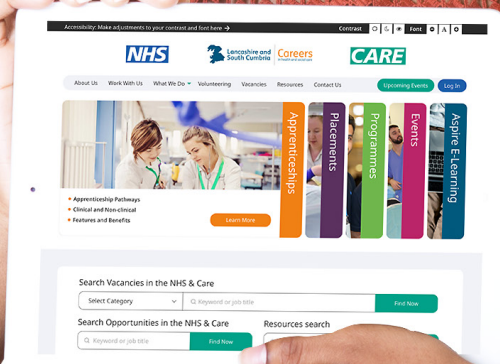 Accessibility: Make adjustments to your contrast and font here →
Contrast
Font
A
NHS
Lancashire and
South Cumbria
Careers
CARE
About Us
Work With Us
What We Do
Volunteering
Vacancies
Resources
Contact Us
Upcoming Events
Log In
Apprenticeships
Placements
Programmes
Events
Aspire E-Learning
Apprenticeship Pathways
Clinical and Non-clinical
Features and Benefits
Learn More
Search Vacancies in the NHS & Care
Select Category
Keyword or job title
Find Now
Search Opportunities in the NHS & Care
Resources search
Keyword or job title
Find Now